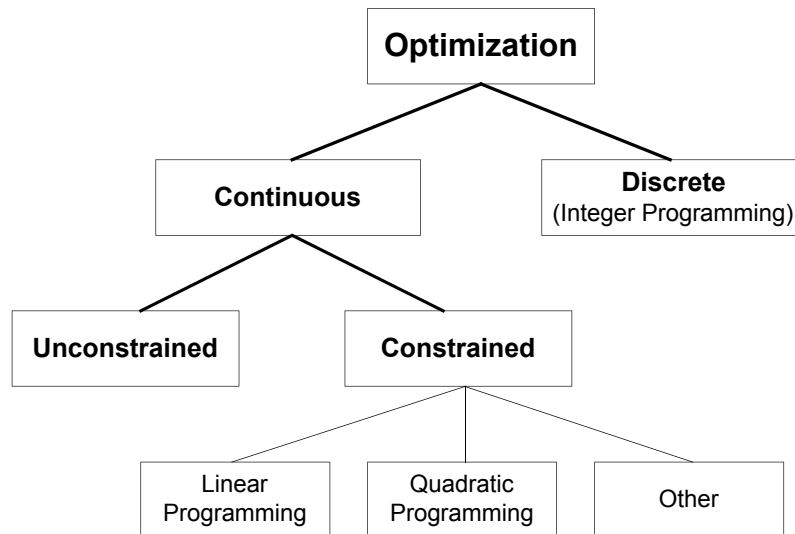 Optimization
Continuous
Discrete
(Integer Programming)
Unconstrained
Constrained
Linear
Programming
Quadratic
Programming
Other